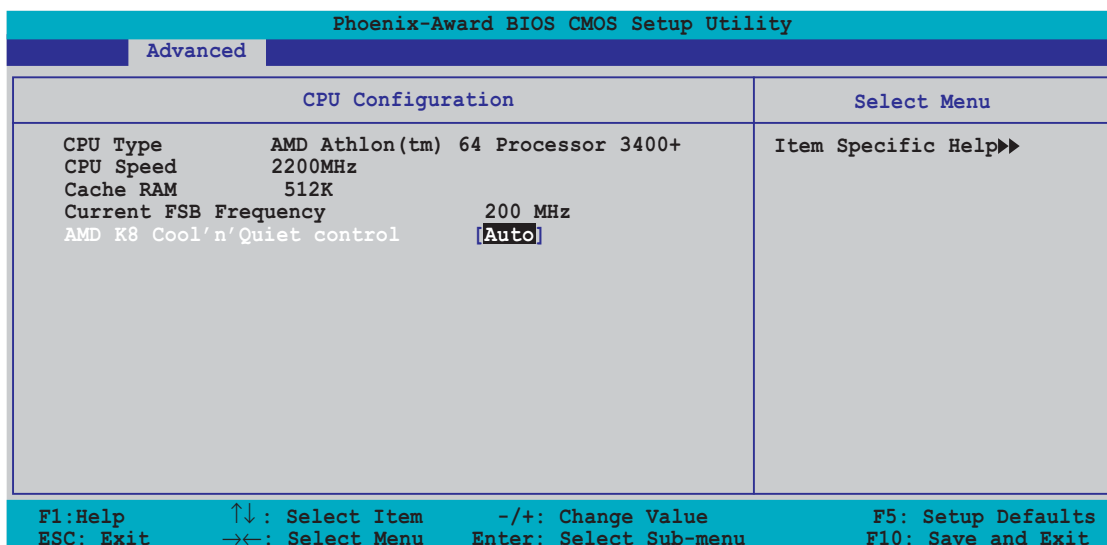 Phoenix-Award BIOS CMOS Setup Utility
Advanced
CPU Configuration
Select Menu
CPU Type AMD Athlon(tm) 64 Processor 3400+
CPU Speed 2200MHz
Cache RAM 512K
Current FSB Frequency 200 MHz
AMD K8 Cool'n'Quiet control [Auto]
Item Specific Help▶▶
F1:Help ↑↓: Select Item -/+: Change Value F5: Setup Defaults
ESC: Exit →←: Select Menu Enter: Select Sub-menu F10: Save and Exit